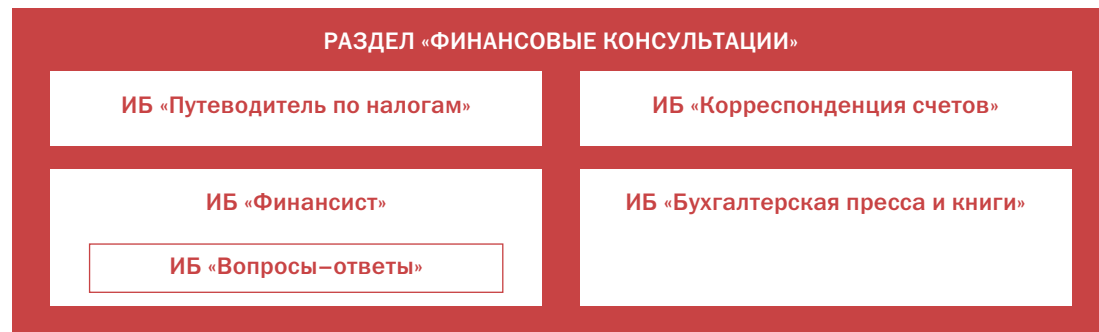 РАЗДЕЛ «ФИНАНСОВЫЕ КОНСУЛЬТАЦИИ»
ИБ «Путеводитель по налогам»
ИБ «Корреспонденция счетов»
ИБ «Финансист»
ИБ «Вопросы–ответы»
ИБ «Бухгалтерская пресса и книги»